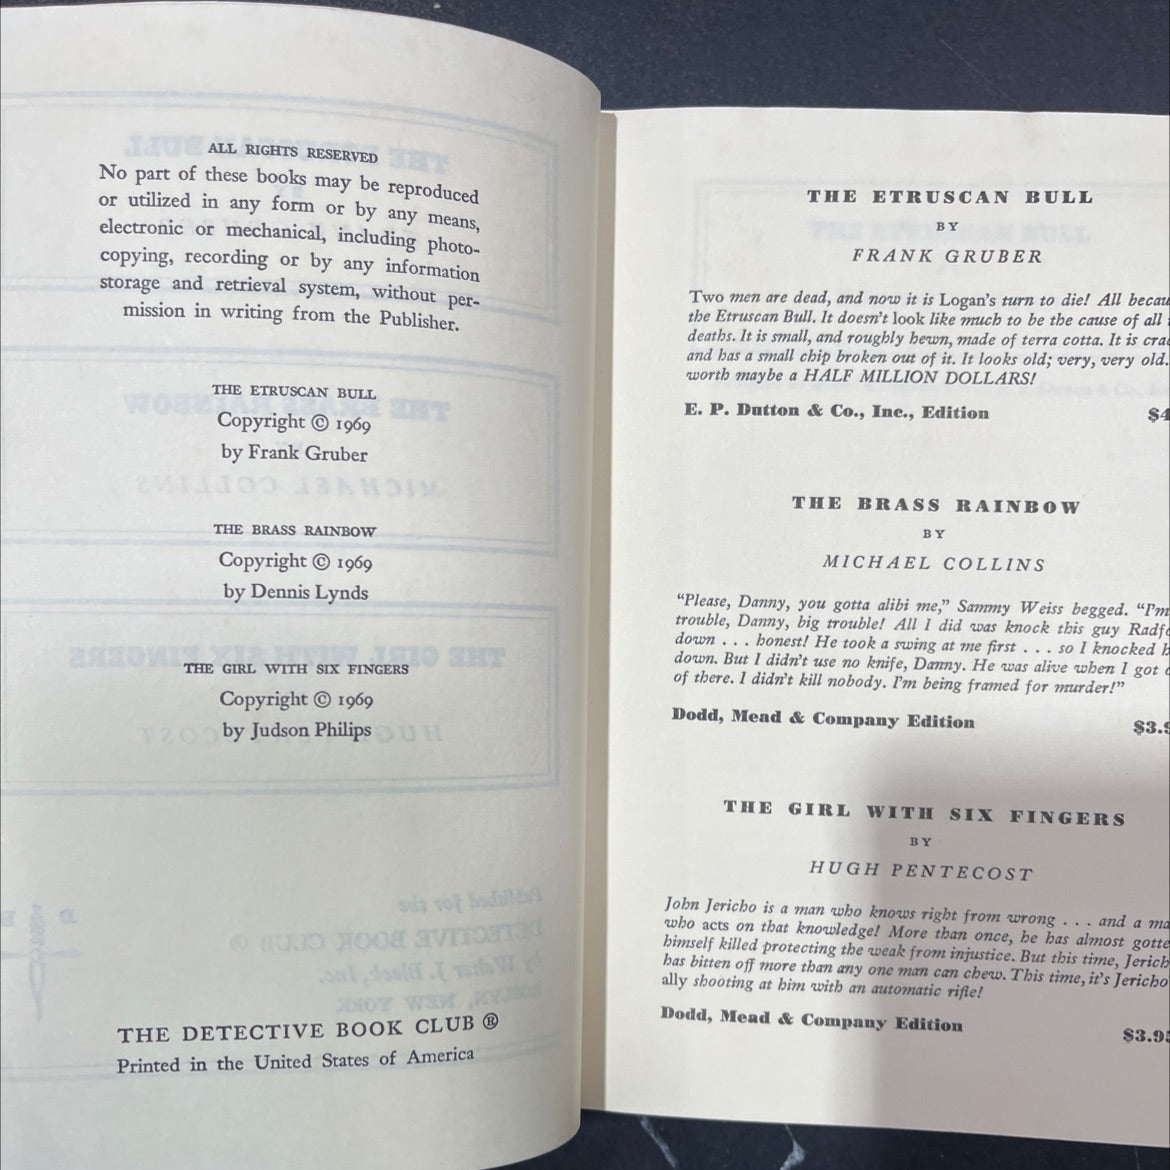 ALL RIGHTS RESERVED
No part of these books may be reproduced
or utilized in any form or by any means,
electronic or mechanical, including photo-
copying, recording or by any information
storage and retrieval system, without per-
mission in writing from the Publisher.
THE ETRUSCAN BULL
Copyright © 1969
by Frank Gruber
THE BRASS RAINBOW
Copyright © 1969
by Dennis Lynds
THE GIRL WITH SIX FINGERS
Copyright © 1969
by Judson Philips
THE DETECTIVE BOOK CLUB ®
Printed in the United States of America
THE ETRUSCAN BULL
BY
FRANK GRUBER
Two men are dead, and now it is Logan's turn to die! All becau
the Etruscan Bull. It doesn't look like much to be the cause of all
deaths. It is small, and roughly hewn, made of terra cotta. It is cra
and has a small chip broken out of it. It looks old; very, very old.
worth maybe a HALF MILLION DOLLARS!
E. P. Dutton & Co., Inc., Edition $4
THE BRASS RAINBOW
BY
MICHAEL COLLINS
"Please, Danny, you gotta alibi me," Sammy Weiss begged. "I'm
trouble, Danny, big trouble! All I did was knock this guy Radfo
down . . . honest! He took a swing at me first . . . so I knocked h
down. But I didn't use no knife, Danny. He was alive when I got o
of there. I didn't kill nobody. I'm being framed for murder!"
Dodd, Mead & Company Edition $3.9
THE GIRL WITH SIX FINGERS
BY
HUGH PENTECOST
John Jericho is a man who knows right from wrong . . . and a ma
who acts on that knowledge! More than once, he has almost gotte
himself killed protecting the weak from injustice. But this time, Jerich
has bitten off more than any one man can chew. This time, it's Jericho
ally shooting at him with an automatic rifle!
Dodd, Mead & Company Edition $3.95